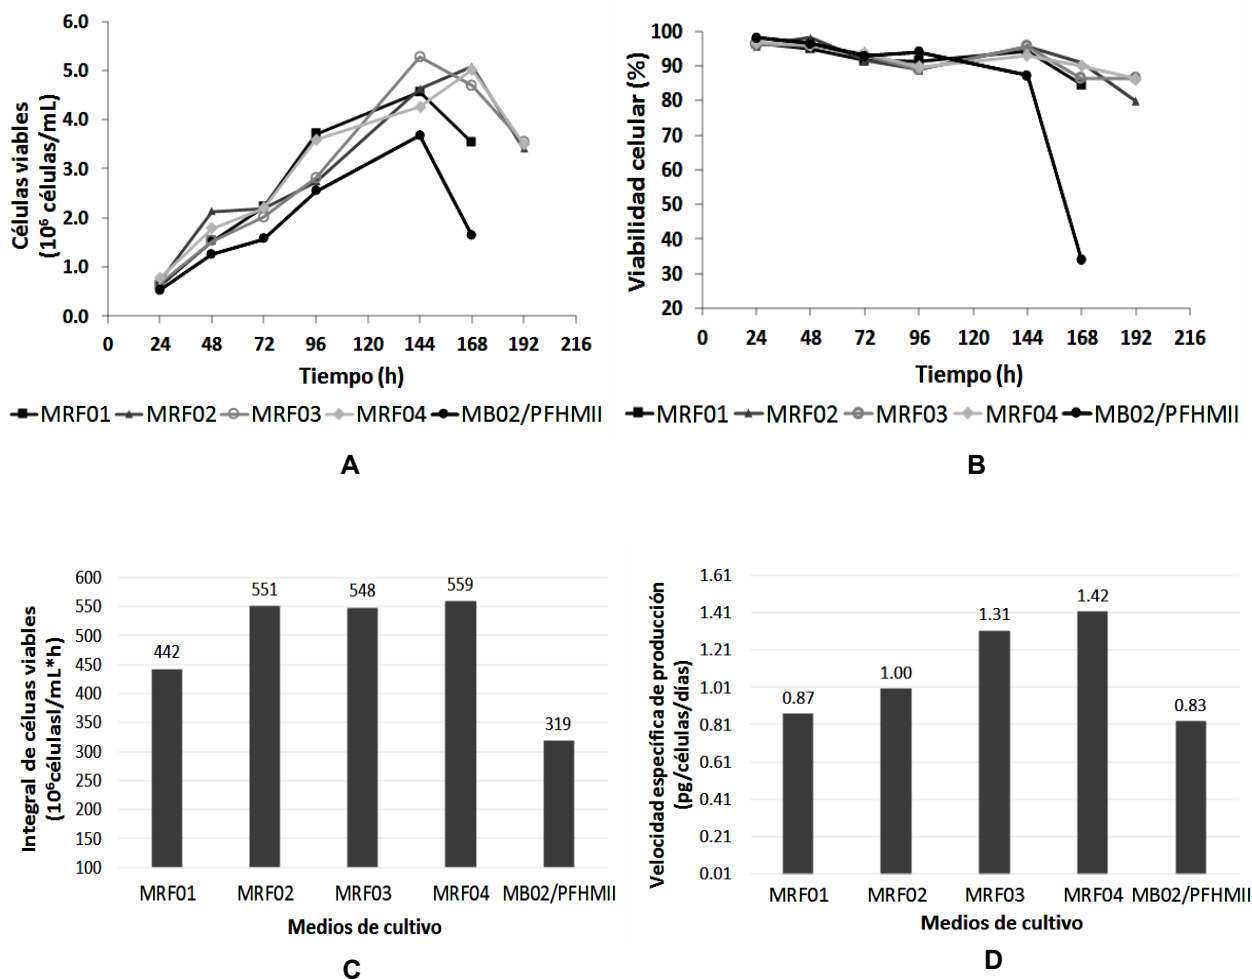 6.0
5.0
4.0
3.0
2.0
1.0
0.0
Células viables
(10⁶ células/mL)
0 24 48 72 96 120 144 168 192 216
Tiempo (h)
MRF01 MRF02 MRF03 MRF04 MB02/PFHMII
A
100
90
80
70
60
50
40
30
20
Viabilidad celular (%)
0 24 48 72 96 120 144 168 192 216
Tiempo (h)
MRF01 MRF02 MRF03 MRF04 MB02/PFHMII
B
600
550
500
450
400
350
300
250
200
150
100
Integral de céluas viables
(10⁶célulasl/mL*h)
442 551 548 559 319
MRF01 MRF02 MRF03 MRF04 MB02/PFHMII
Medios de cultivo
C
1.61
1.41
1.21
1.01
0.81
0.61
0.41
0.21
0.01
Velocidad específica de producción
(pg/células/días)
0.87 1.00 1.31 1.42 0.83
MRF01 MRF02 MRF03 MRF04 MB02/PFHMII
Medios de cultivo
D